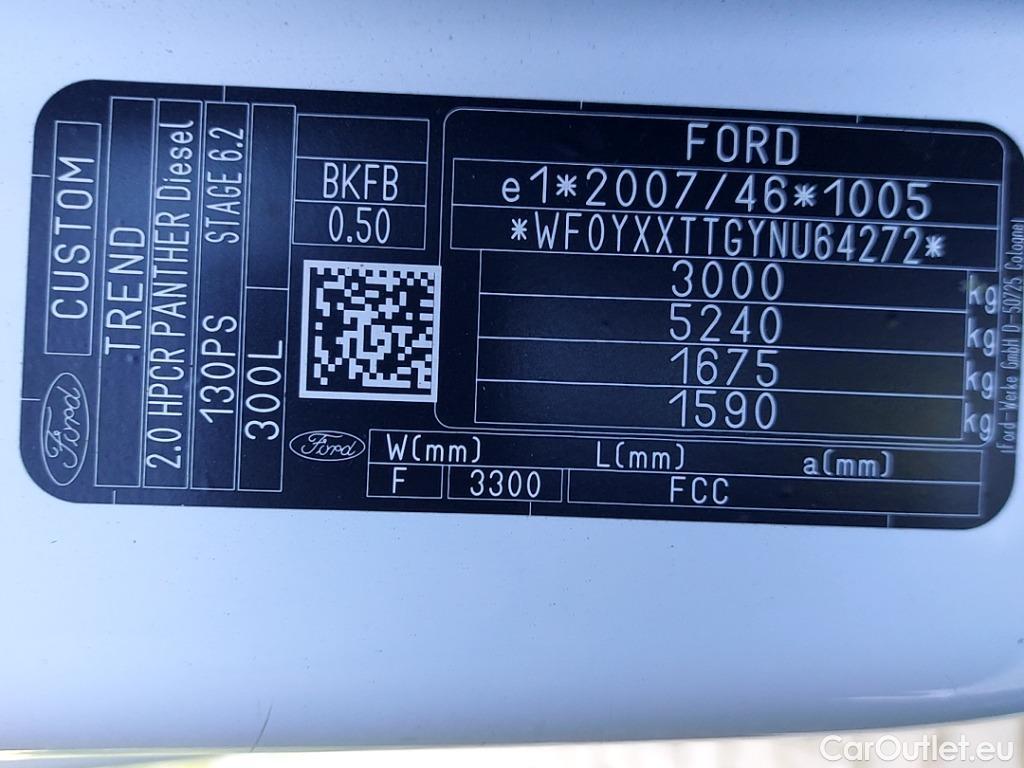 CUSTOM
Ford
TREND
2.0 HPCR PANTHER Diesel
130PS STAGE 6.2
300L
BKFB
0.50
Ford
FORD
e1*2007/46*1005
*WF0YXXTTGYNU64272*
3000 kg
5240 kg
1675 kg
1590 kg
W(mm) L(mm) a(mm)
F 3300 FCC
Ford-Werke GmbH D-50725 Cologne
CarOutlet.eu